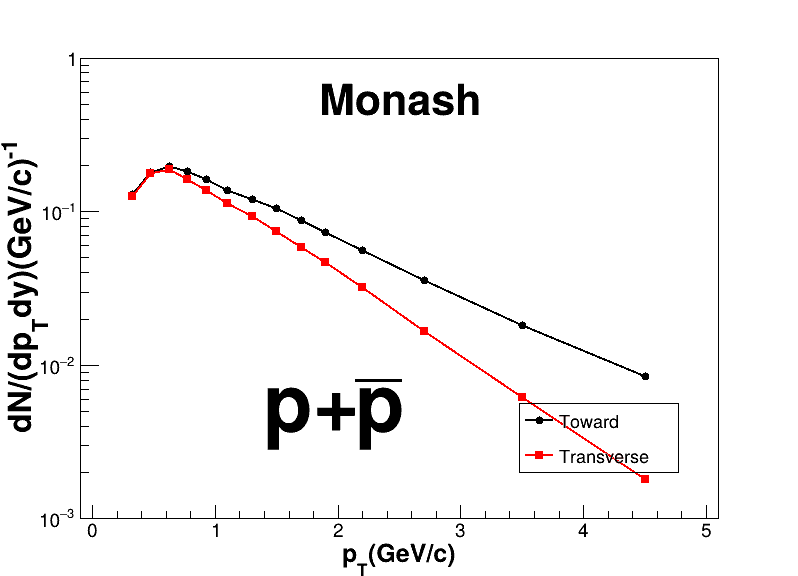 Monash
dN/(dp_T dy)(GeV/c)^-1
1
10^-1
10^-2
10^-3
p+p̅
Toward
Transverse
0 1 2 3 4 5
p_T(GeV/c)